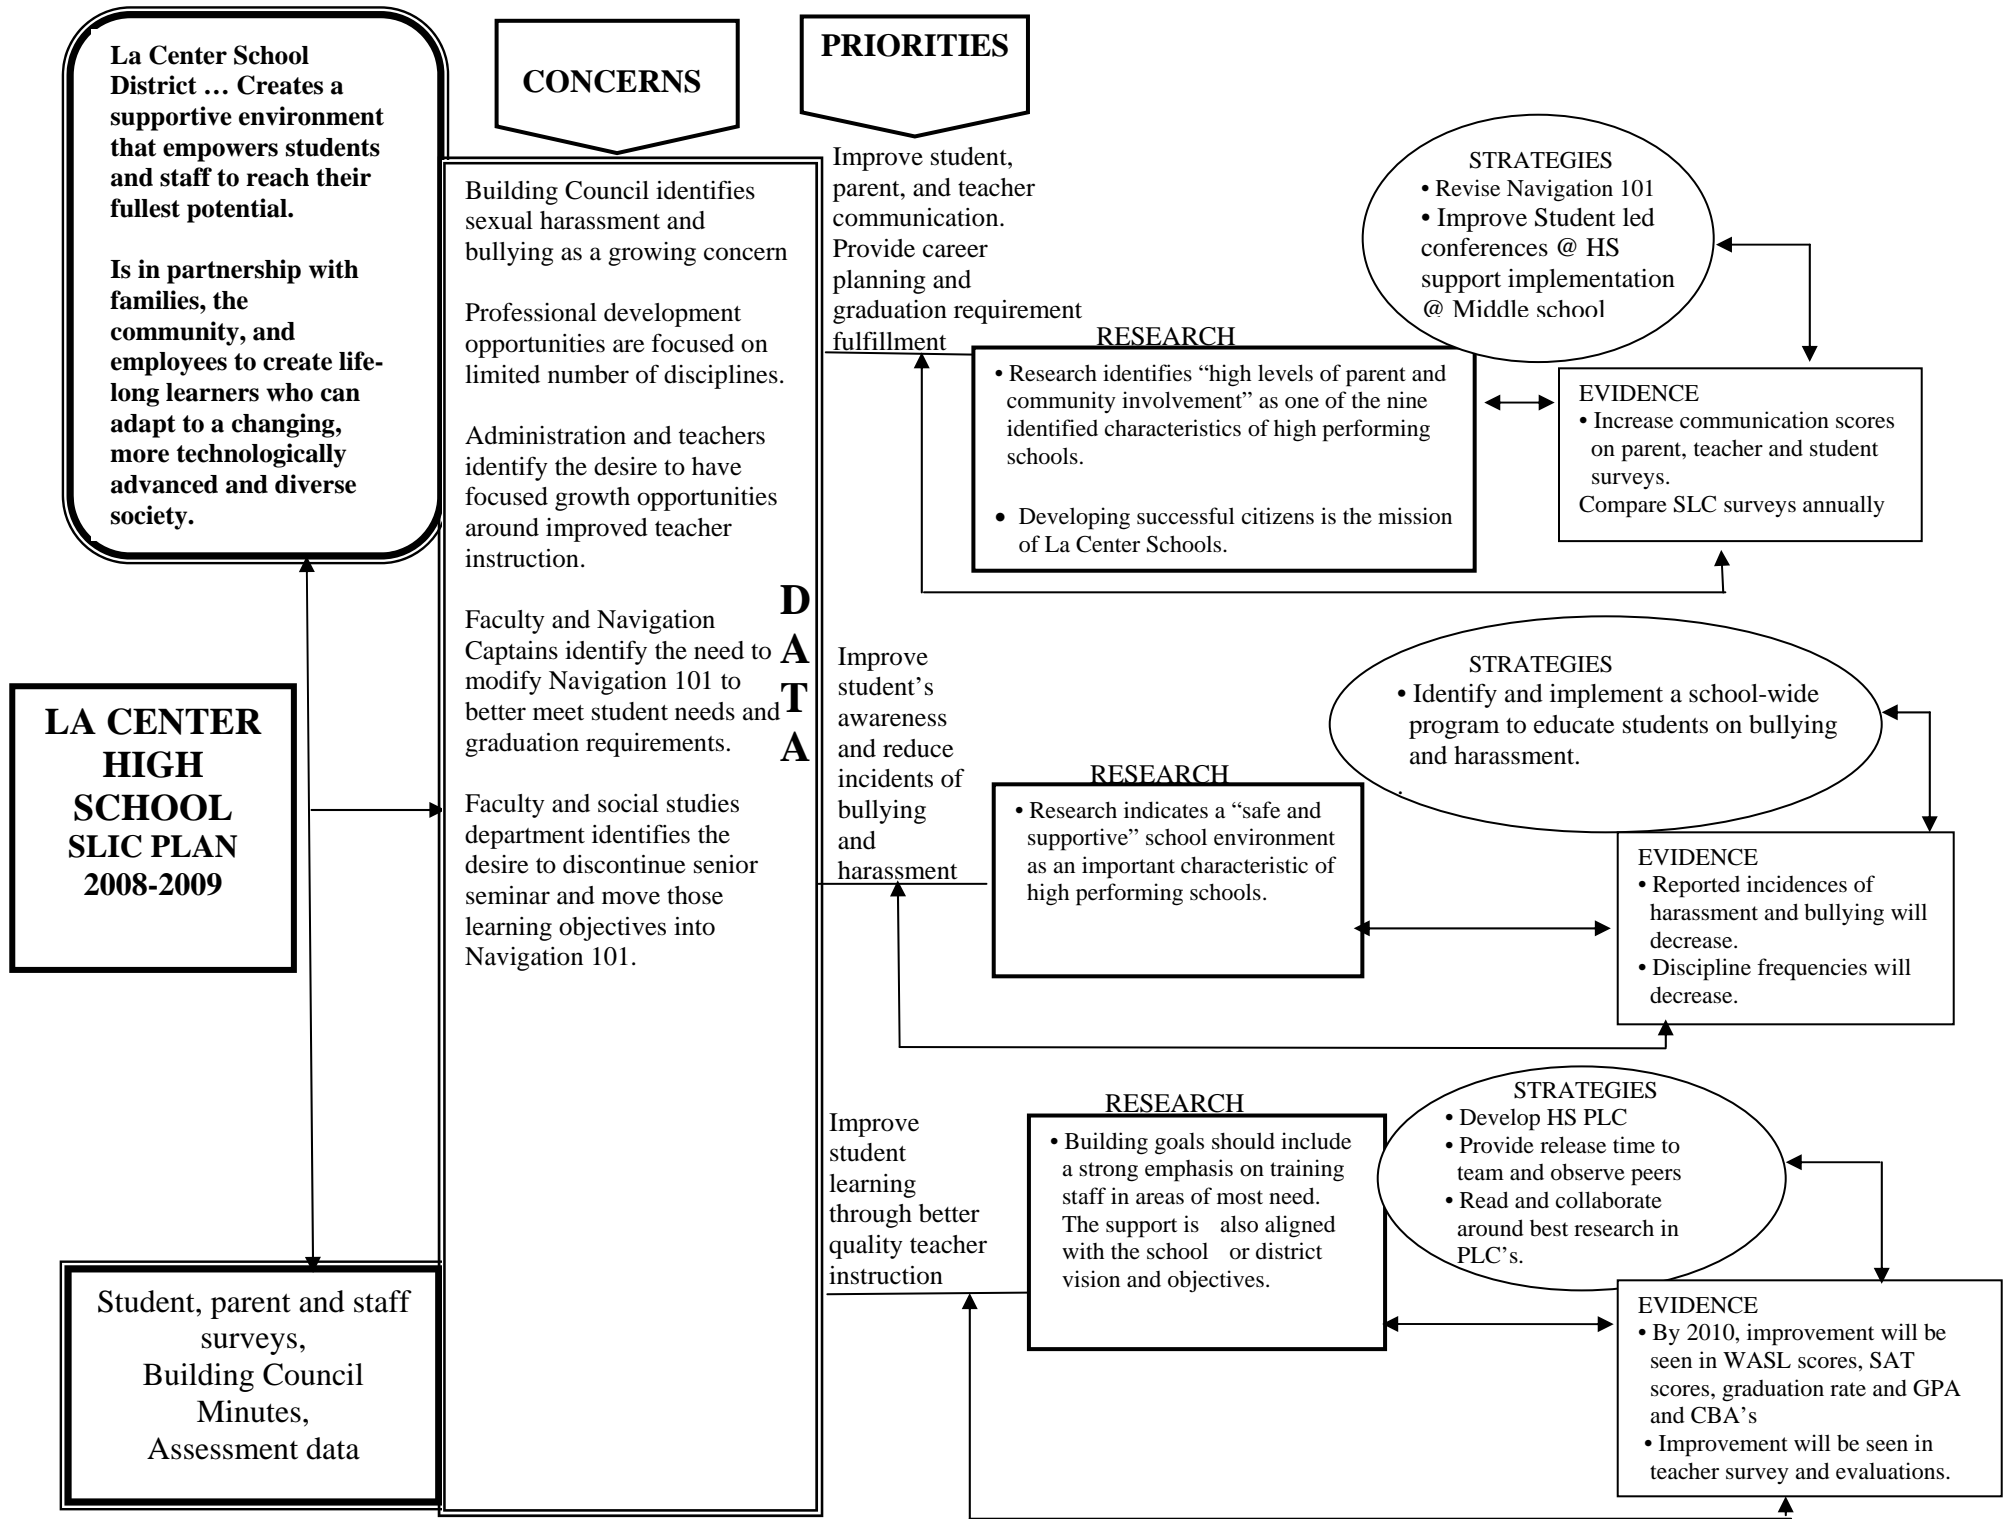 La Center School
District … Creates a
supportive environment
that empowers students
and staff to reach their
fullest potential.
Is in partnership with
families, the
community, and
employees to create life-
long learners who can
adapt to a changing,
more technologically
advanced and diverse
society.
LA CENTER
HIGH
SCHOOL
SLIC PLAN
2008-2009
Student, parent and staff
surveys,
Building Council
Minutes,
Assessment data
CONCERNS
Building Council identifies
sexual harassment and
bullying as a growing concern
Professional development
opportunities are focused on
limited number of disciplines.
Administration and teachers
identify the desire to have
focused growth opportunities
around improved teacher
instruction.
Faculty and Navigation
Captains identify the need to
modify Navigation 101 to
better meet student needs and
graduation requirements.
Faculty and social studies
department identifies the
desire to discontinue senior
seminar and move those
learning objectives into
Navigation 101.
D
A
T
A
PRIORITIES
Improve student,
parent, and teacher
communication.
Provide career
planning and
graduation requirement
fulfillment
RESEARCH
• Research identifies “high levels of parent and
community involvement” as one of the nine
identified characteristics of high performing
schools.
• Developing successful citizens is the mission
of La Center Schools.
STRATEGIES
• Revise Navigation 101
• Improve Student led
conferences @ HS
support implementation
@ Middle school
EVIDENCE
• Increase communication scores
on parent, teacher and student
surveys.
Compare SLC surveys annually
Improve
student’s
awareness
and reduce
incidents of
bullying
and
harassment
RESEARCH
• Research indicates a “safe and
supportive” school environment
as an important characteristic of
high performing schools.
STRATEGIES
• Identify and implement a school-wide
program to educate students on bullying
and harassment.
.
EVIDENCE
• Reported incidences of
harassment and bullying will
decrease.
• Discipline frequencies will
decrease.
Improve
student
learning
through better
quality teacher
instruction
RESEARCH
• Building goals should include
a strong emphasis on training
staff in areas of most need.
The support is also aligned
with the school or district
vision and objectives.
STRATEGIES
• Develop HS PLC
• Provide release time to
team and observe peers
• Read and collaborate
around best research in
PLC’s.
EVIDENCE
• By 2010, improvement will be
seen in WASL scores, SAT
scores, graduation rate and GPA
and CBA’s
• Improvement will be seen in
teacher survey and evaluations.